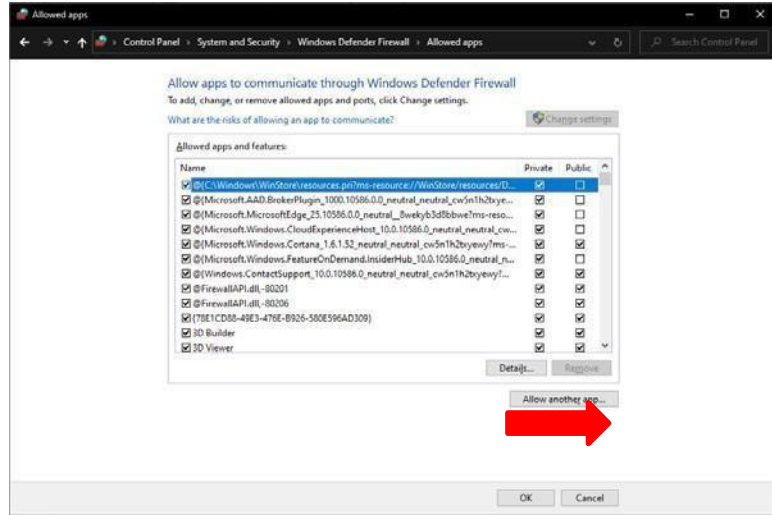 Allowed apps
Control Panel > System and Security > Windows Defender Firewall > Allowed apps
Search Control Panel
Allow apps to communicate through Windows Defender Firewall
To add, change, or remove allowed apps and ports, click Change settings.
What are the risks of allowing an app to communicate?
Change settings
Allowed apps and features:
Name Private Public
@{C:\Windows\WinStore\resources.pri?ms-resource://WinStore/resources/D...
@{Microsoft.AAD.BrokerPlugin_1000.10586.0.0_neutral_neutral_cw5n1h2txye...
@{Microsoft.MicrosoftEdge_25.10586.0.0_neutral__8wekyb3d8bbwe?ms-reso...
@{Microsoft.Windows.CloudExperienceHost_10.0.10586.0_neutral_neutral_cw...
@{Microsoft.Windows.Cortana_1.6.1.52_neutral_neutral_cw5n1h2txyewy?ms-...
@{Microsoft.Windows.FeatureOnDemand.InsiderHub_10.0.10586.0_neutral_n...
@{Windows.ContactSupport_10.0.10586.0_neutral_neutral_cw5n1h2txyewy?...
@FirewallAPI.dll,-80201
@FirewallAPI.dll,-80206
{78E1CD88-49E3-476E-B926-580E596AD309}
3D Builder
3D Viewer
Details... Remove
Allow another app...
OK Cancel